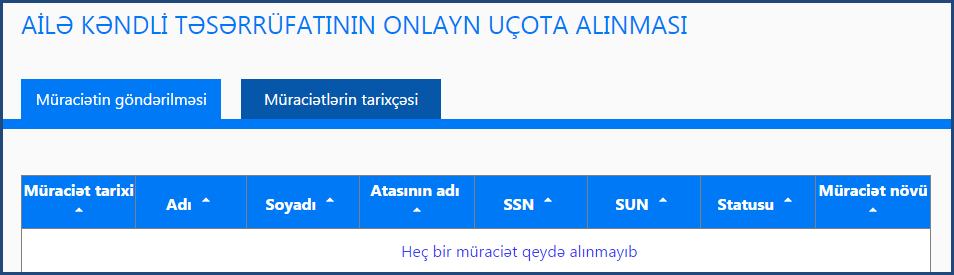 AİLƏ KƏNDLİ TƏSƏRRÜFATININ ONLAYN UÇOTA ALINMASI
Müraciətin göndərilməsi Müraciətlərin tarixçəsi
Müraciət tarixi Adı Soyadı Atasının adı SSN SUN Statusu Müraciət növü
Heç bir müraciət qeydə alınmayıb